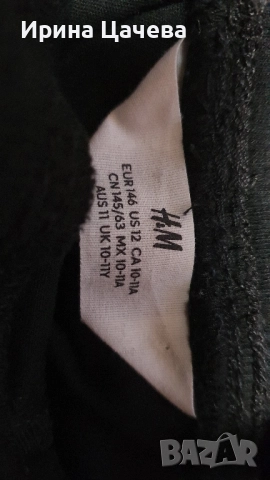 Ирина Цачева
H&M
EUR 146 US 12 CA 10-11A
CN 145/63 MX 10-11A
AUS 11 UK 10-11Y
BAZAR